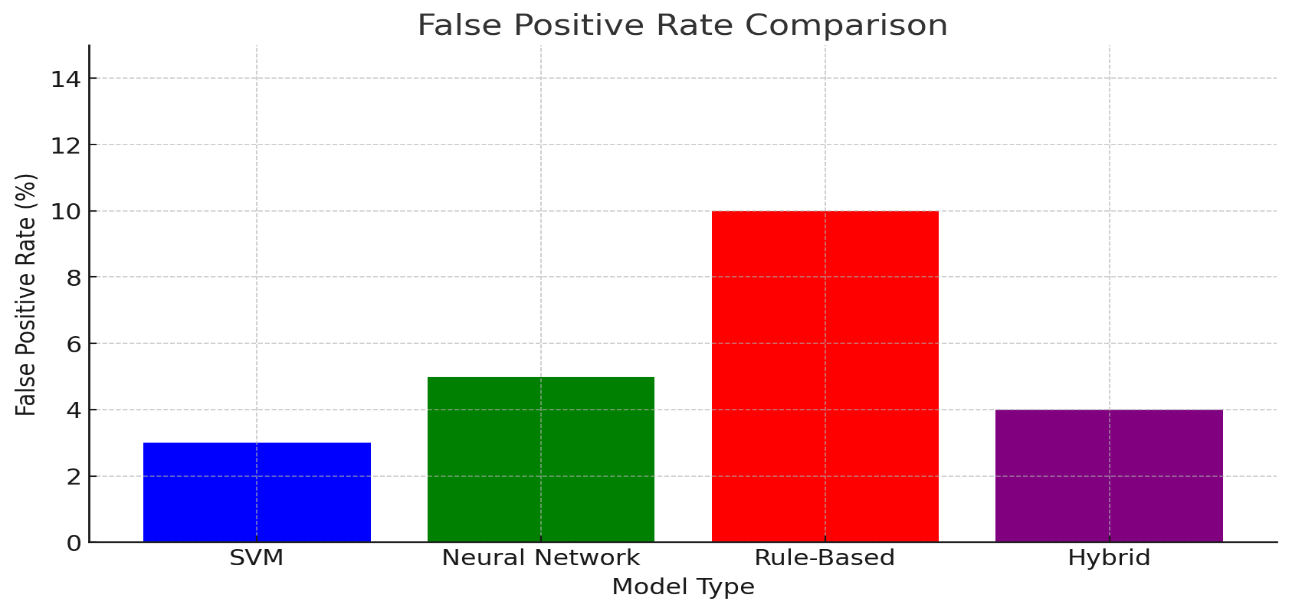 False Positive Rate Comparison
False Positive Rate (%)
14
12
10
8
6
4
2
0
SVM Neural Network Rule-Based Hybrid
Model Type